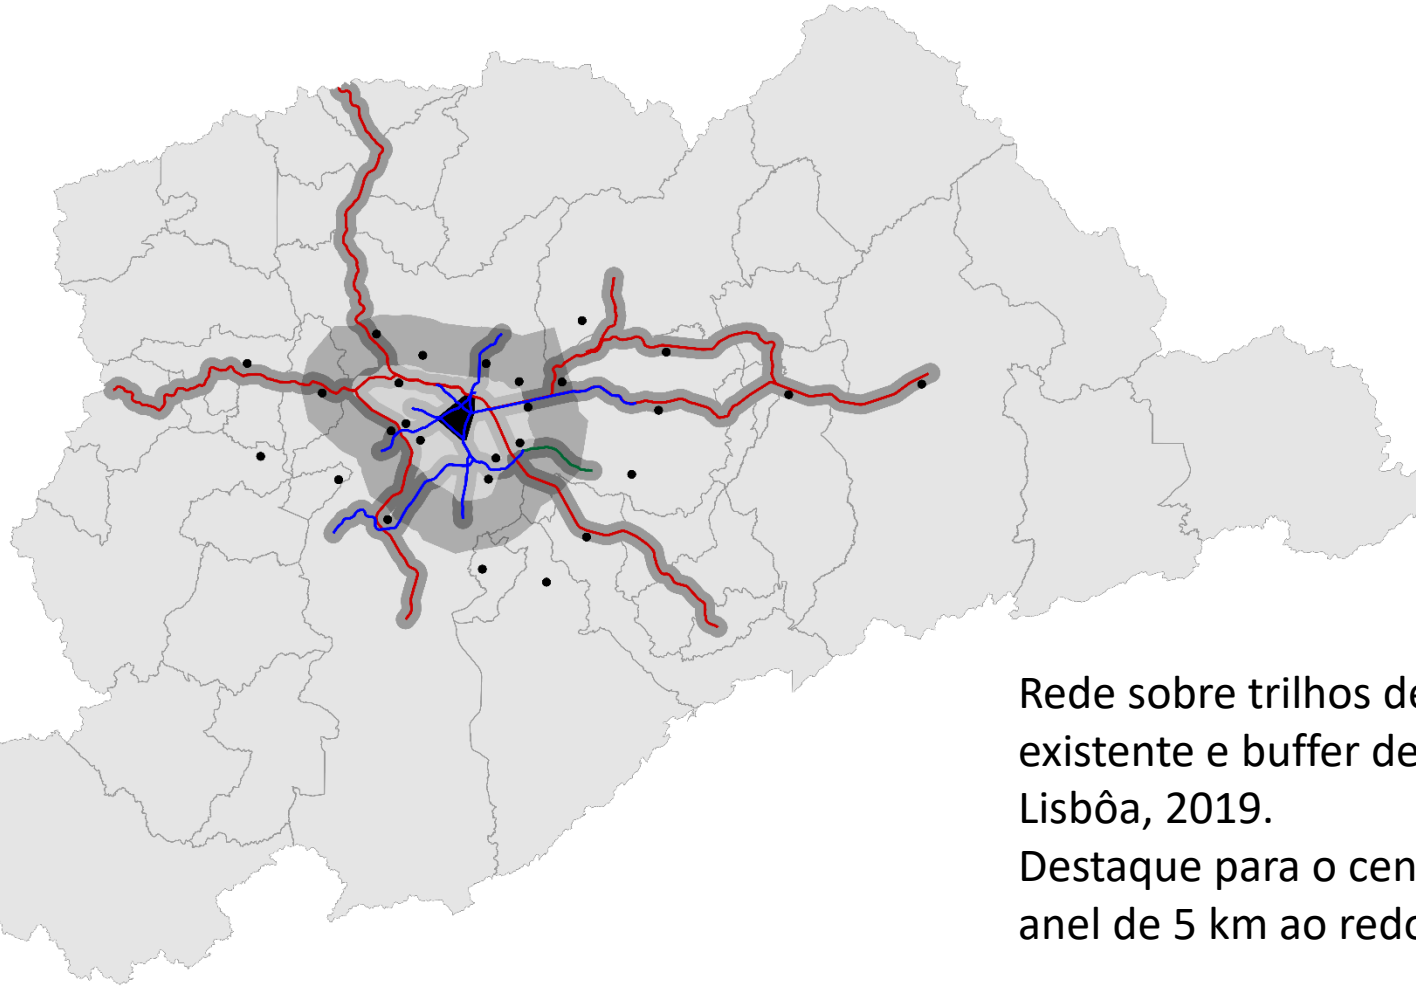 Rede sobre trilhos de
existente e buffer de
Lisbôa, 2019.
Destaque para o cen
anel de 5 km ao redo